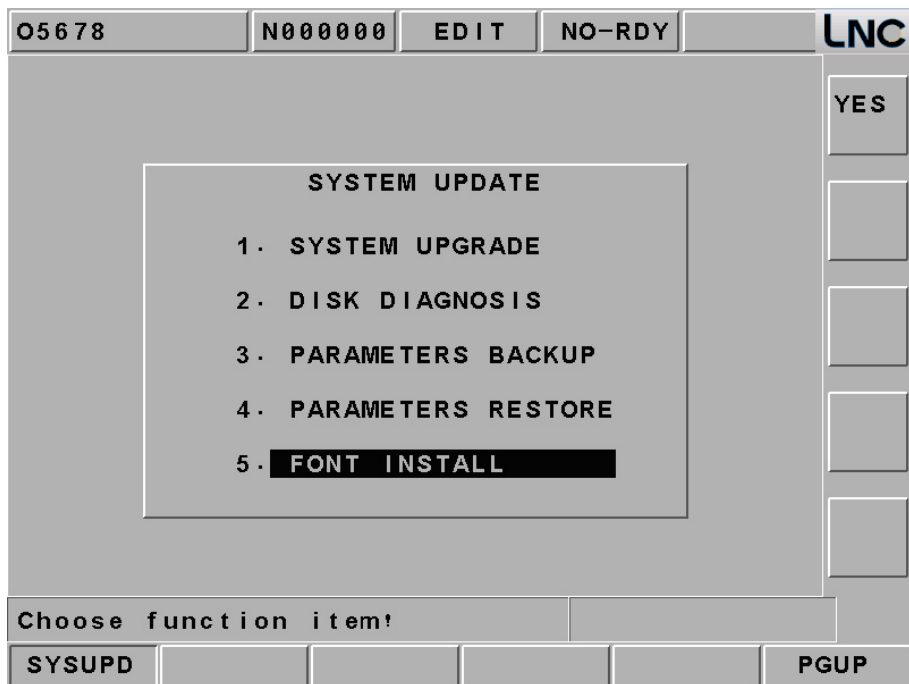 O5678 N000000 EDIT NO-RDY LNC
YES
SYSTEM UPDATE
1. SYSTEM UPGRADE
2. DISK DIAGNOSIS
3. PARAMETERS BACKUP
4. PARAMETERS RESTORE
5. FONT INSTALL
Choose function item!
SYSUPD PGUP